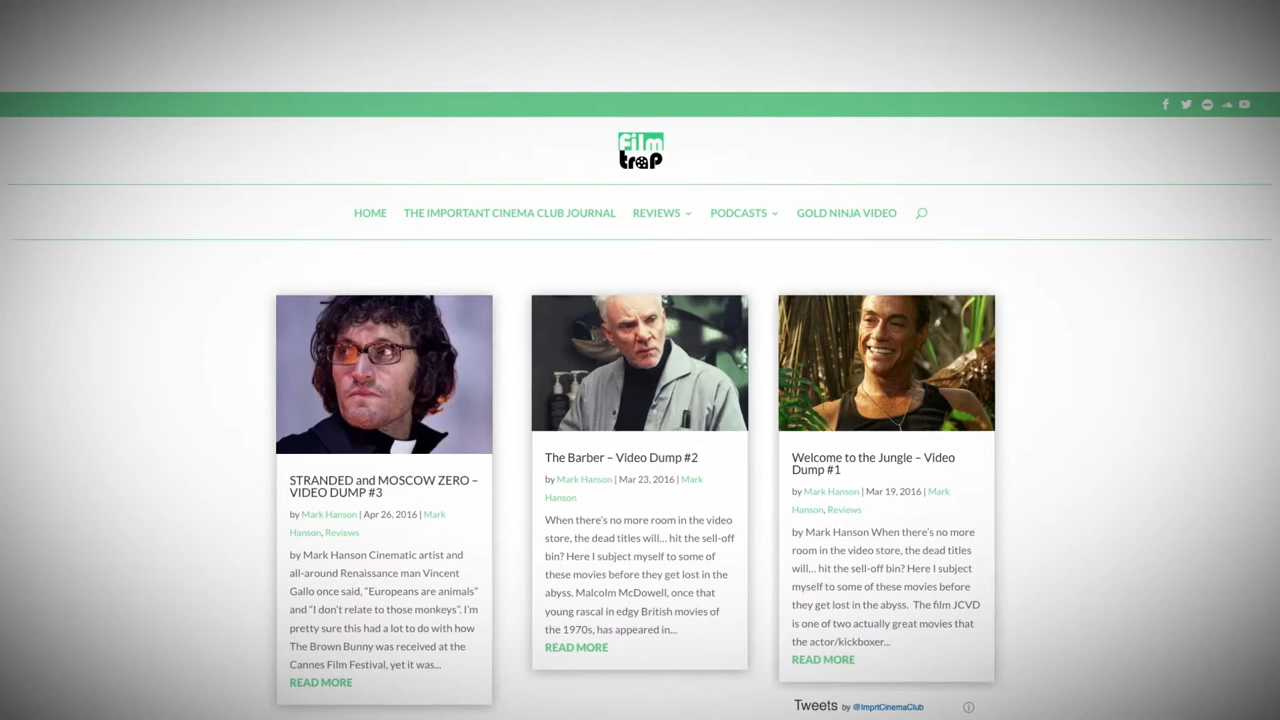 film
trap
HOME THE IMPORTANT CINEMA CLUB JOURNAL REVIEWS PODCASTS GOLD NINJA VIDEO
STRANDED and MOSCOW ZERO –
VIDEO DUMP #3
by Mark Hanson | Apr 26, 2016 | Mark
Hanson, Reviews
by Mark Hanson Cinematic artist and
all-around Renaissance man Vincent
Gallo once said, “Europeans are animals”
and “I don’t relate to those monkeys”. I’m
pretty sure this had a lot to do with how
The Brown Bunny was received at the
Cannes Film Festival, yet it was...
READ MORE
The Barber – Video Dump #2
by Mark Hanson | Mar 23, 2016 | Mark
Hanson
When there’s no more room in the video
store, the dead titles will... hit the sell-off
bin? Here I subject myself to some of
these movies before they get lost in the
abyss. Malcolm McDowell, once that
young rascal in edgy British movies of
the 1970s, has appeared in...
READ MORE
Welcome to the Jungle – Video
Dump #1
by Mark Hanson | Mar 19, 2016 | Mark
Hanson, Reviews
by Mark Hanson When there’s no more
room in the video store, the dead titles
will... hit the sell-off bin? Here I subject
myself to some of these movies before
they get lost in the abyss. The film JCVD
is one of two actually great movies that
the actor/kickboxer...
READ MORE
Tweets by @ImprtCinemaClub